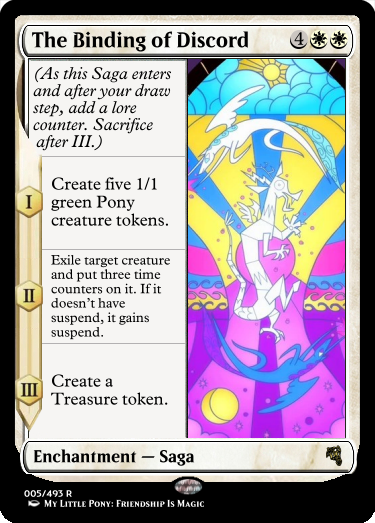 The Binding of Discord 4
(As this Saga enters
and after your draw
step, add a lore
counter. Sacrifice
after III.)
I
Create five 1/1
green Pony
creature tokens.
II
Exile target creature
and put three time
counters on it. If it
doesn't have
suspend, it gains
suspend.
III
Create a
Treasure token.
Enchantment — Saga
005/493 R
My Little Pony: Friendship Is Magic